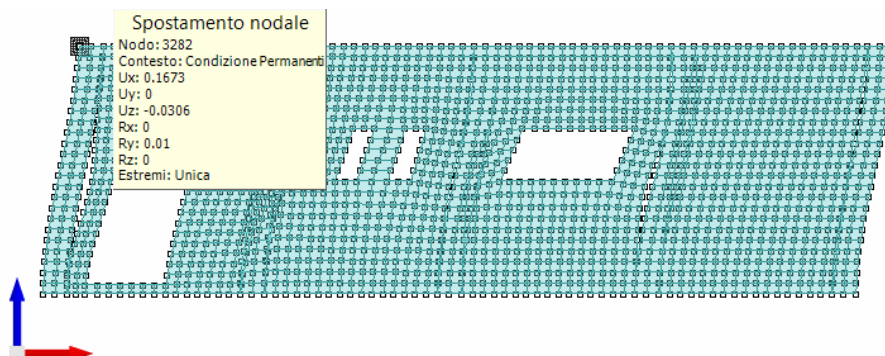 Spostamento nodale
Nodo: 3282
Contesto: Condizione Permanenti
Ux: 0.1673
Uy: 0
Uz: -0.0306
Rx: 0
Ry: 0.01
Rz: 0
Estremi: Unica